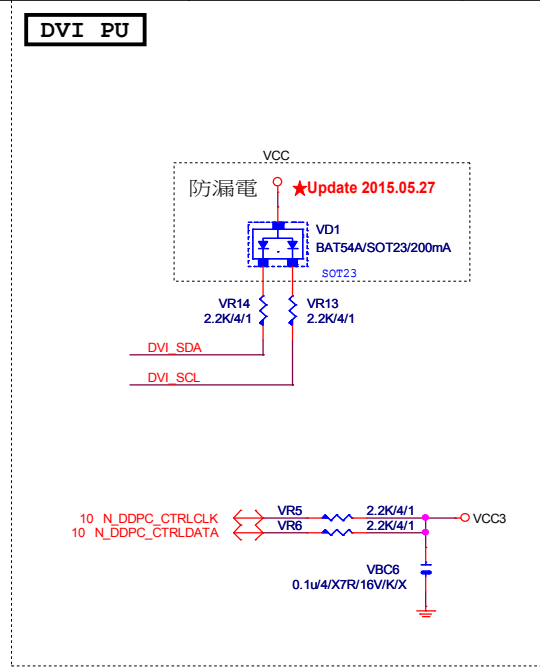 DVI PU
VCC
防漏電 ★Update 2015.05.27
VD1
BAT54A/SOT23/200mA
SOT23
VR14 VR13
2.2K/4/1 2.2K/4/1
DVI_SDA
DVI_SCL
10 N_DDPC_CTRLCLK VR5 2.2K/4/1 VCC3
10 N_DDPC_CTRLDATA VR6 2.2K/4/1
VBC6
0.1u/4/X7R/16V/K/X